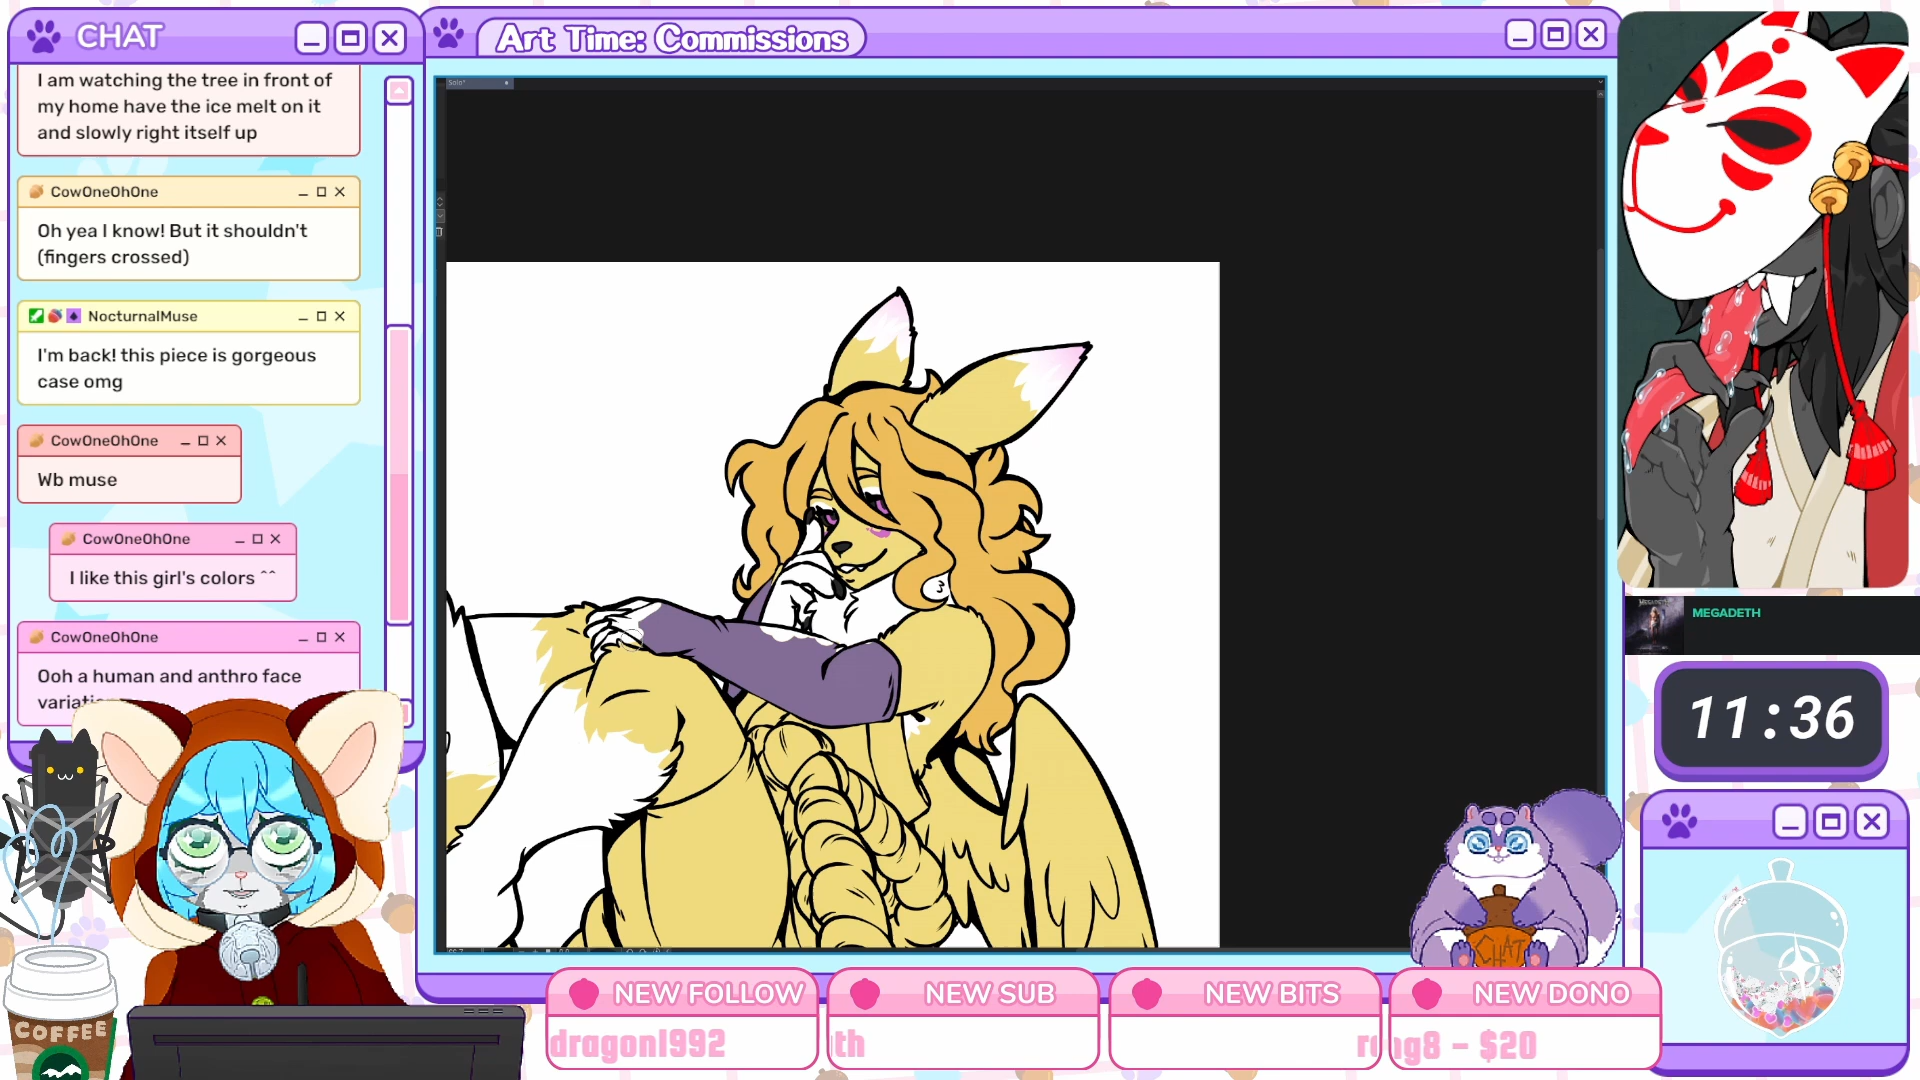 CHAT
I am watching the tree in front of
my home have the ice melt on it
and slowly right itself up
CowOneOhOne
Oh yea I know! But it shouldn't
(fingers crossed)
NocturnalMuse
I'm back! this piece is gorgeous
case omg
CowOneOhOne
Wb muse
CowOneOhOne
I like this girl's colors ^^
CowOneOhOne
Ooh a human and anthro face
Art Time: Commissions
MEGADETH
11:36
CHAT
COFFEE
NEW FOLLOW
dragon1992
NEW SUB
th
NEW BITS
NEW DONO
ng8 - $20